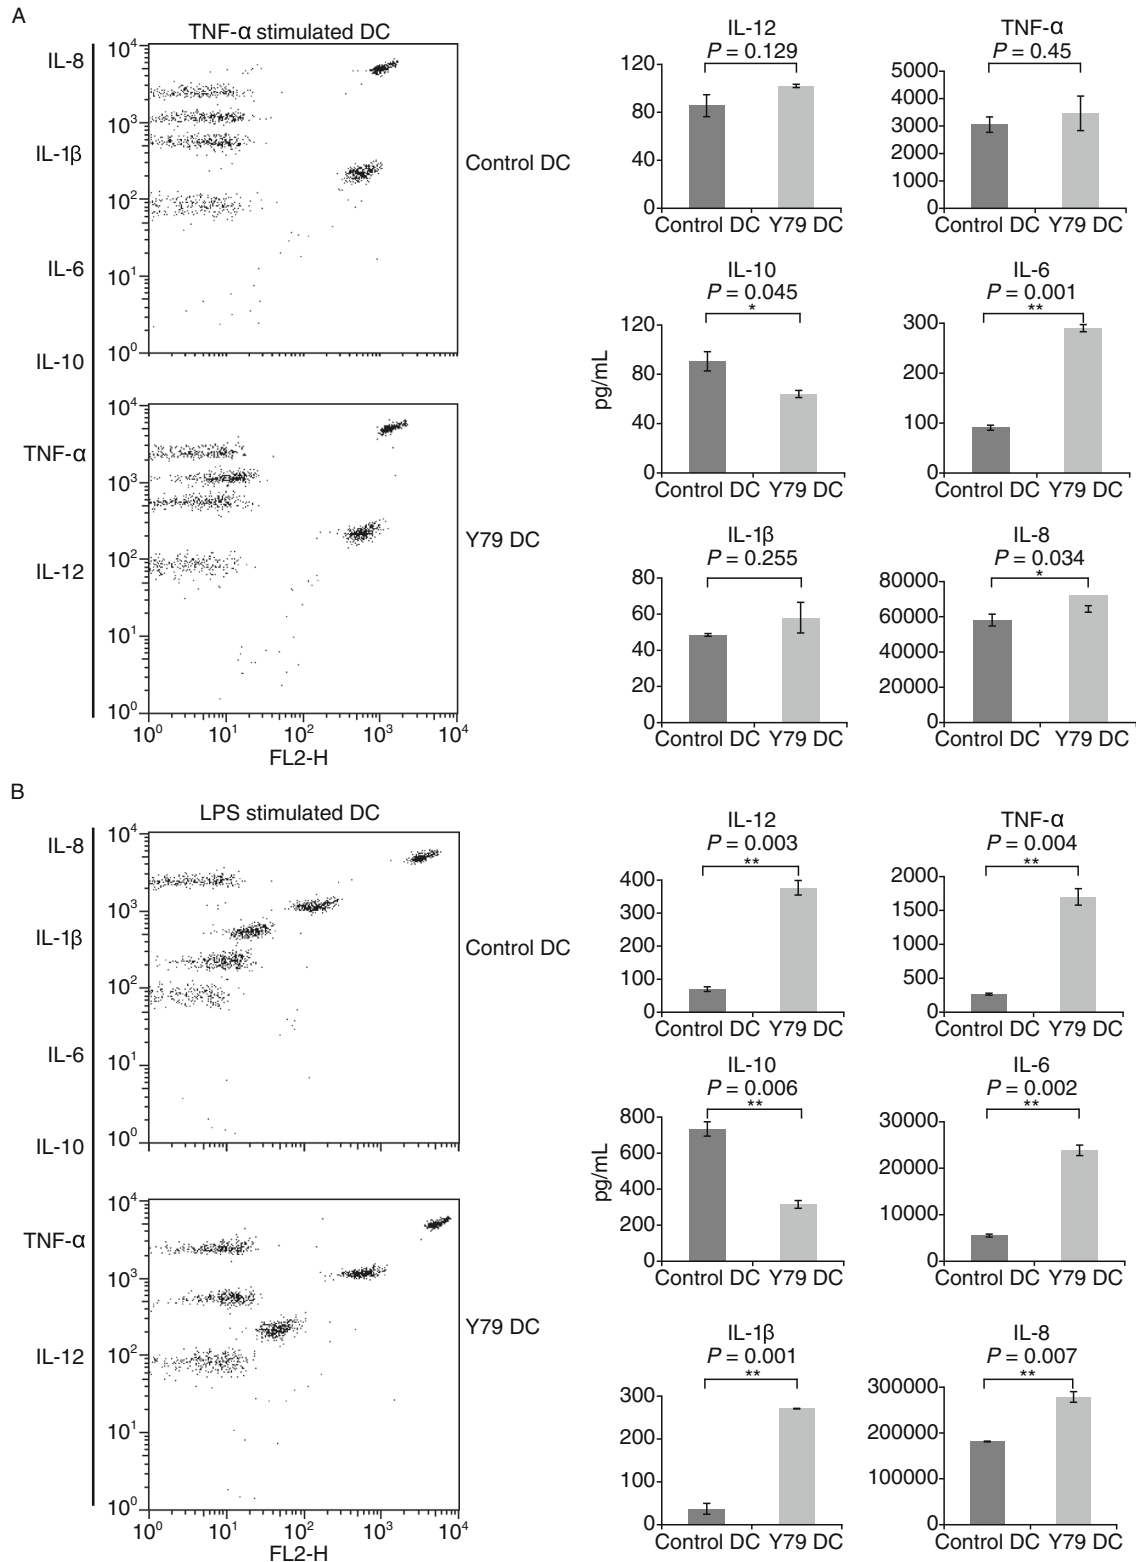 A
TNF-α stimulated DC
IL-8
IL-1β
IL-6
IL-10
TNF-α
IL-12
10⁴
10³
10²
10¹
10⁰
Control DC
10⁴
10³
10²
10¹
10⁰
10⁰ 10¹ 10² 10³ 10⁴
FL2-H
Y79 DC
IL-12
P = 0.129
120
80
40
0
Control DC Y79 DC
TNF-α
P = 0.45
5000
4000
3000
2000
1000
0
Control DC Y79 DC
IL-10
P = 0.045
*
pg/mL
120
80
40
0
Control DC Y79 DC
IL-6
P = 0.001
**
300
200
100
0
Control DC Y79 DC
IL-1β
P = 0.255
80
60
40
20
0
Control DC Y79 DC
IL-8
P = 0.034
*
80000
60000
40000
20000
0
Control DC Y79 DC
B
LPS stimulated DC
IL-8
IL-1β
IL-6
IL-10
TNF-α
IL-12
10⁴
10³
10²
10¹
10⁰
Control DC
10⁴
10³
10²
10¹
10⁰
10⁰ 10¹ 10² 10³ 10⁴
FL2-H
Y79 DC
IL-12
P = 0.003
**
400
300
200
100
0
Control DC Y79 DC
TNF-α
P = 0.004
**
2000
1500
1000
500
0
Control DC Y79 DC
IL-10
P = 0.006
**
pg/mL
800
600
400
200
0
Control DC Y79 DC
IL-6
P = 0.002
**
30000
20000
10000
0
Control DC Y79 DC
IL-1β
P = 0.001
**
300
200
100
0
Control DC Y79 DC
IL-8
P = 0.007
**
300000
200000
100000
0
Control DC Y79 DC